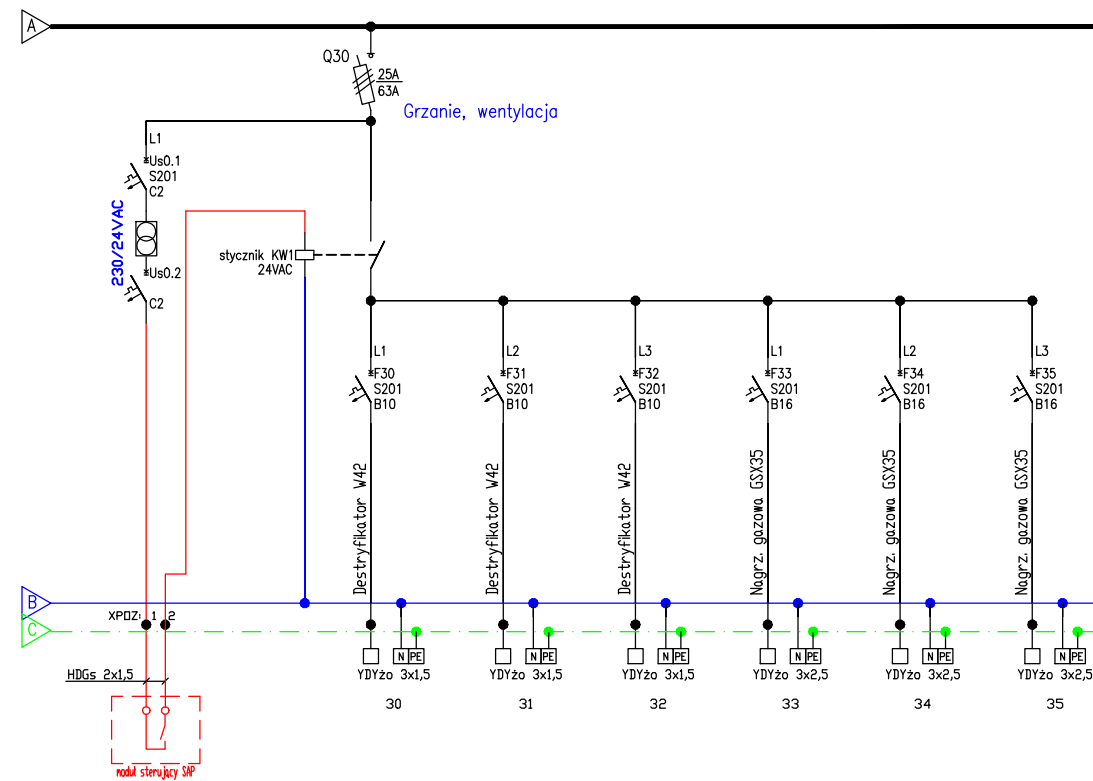 A
Q30
25A
63A
Grzanie, wentylacja
L1
Us0.1
S201
C2
230/24VAC
stycznik KW1
24VAC
Us0.2
C2
L1
F30
S201
B10
L2
F31
S201
B10
L3
F32
S201
B10
L1
F33
S201
B16
L2
F34
S201
B16
L3
F35
S201
B16
Destryfikator W42
Destryfikator W42
Destryfikator W42
Nagrz. gazowa GSX35
Nagrz. gazowa GSX35
Nagrz. gazowa GSX35
B
XPOZ: 1 2
C
N PE
N PE
N PE
N PE
N PE
N PE
HDGs 2x1,5
YDYżo 3x1,5
YDYżo 3x1,5
YDYżo 3x1,5
YDYżo 3x2,5
YDYżo 3x2,5
YDYżo 3x2,5
30
31
32
33
34
35
moduł sterujący SAP